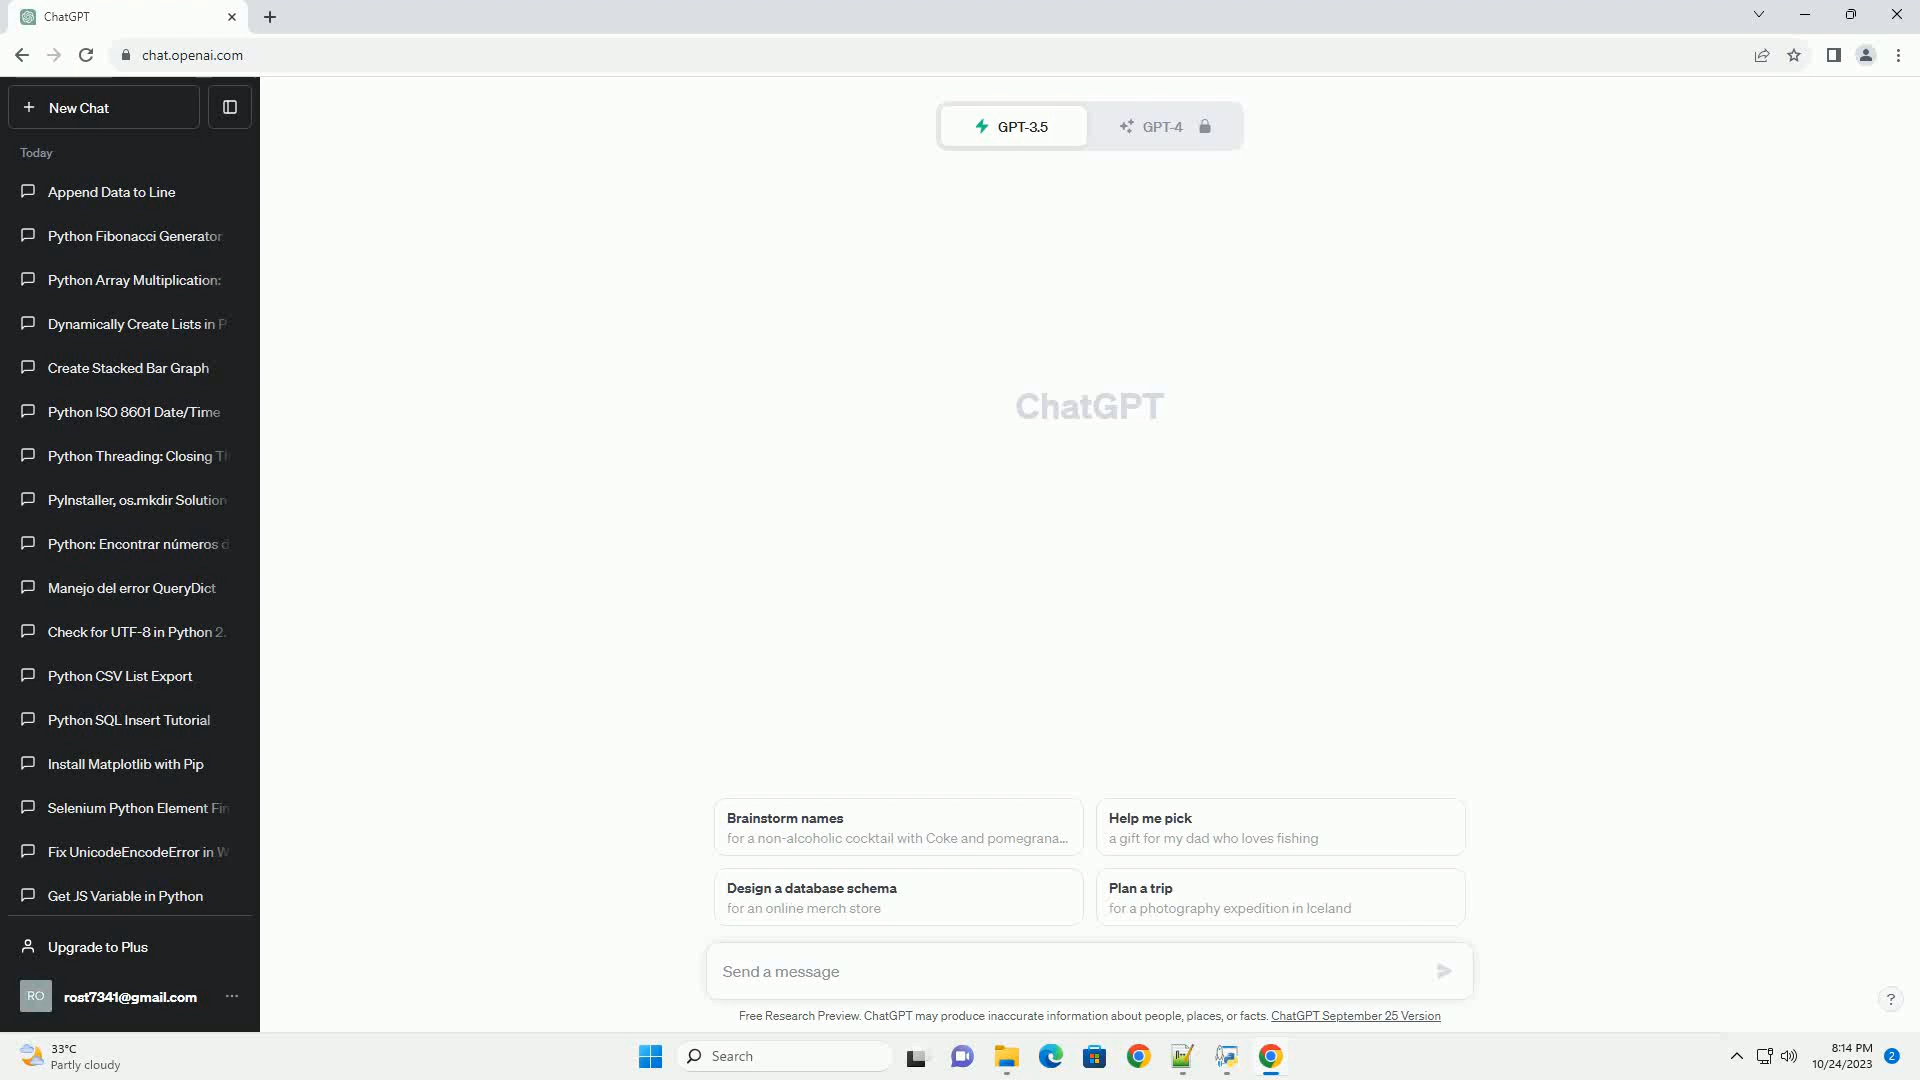 ChatGPT
chat.openai.com
New Chat
Today
Append Data to Line
Python Fibonacci Generator
Python Array Multiplication:
Dynamically Create Lists in P
Create Stacked Bar Graph
Python ISO 8601 Date/Time
Python Threading: Closing Th
PyInstaller, os.mkdir Solution
Python: Encontrar números d
Manejo del error QueryDict
Check for UTF-8 in Python 2.
Python CSV List Export
Python SQL Insert Tutorial
Install Matplotlib with Pip
Selenium Python Element Fin
Fix UnicodeEncodeError in W
Get JS Variable in Python
Upgrade to Plus
RO
rost7341@gmail.com
GPT-3.5
GPT-4
ChatGPT
Brainstorm names
for a non-alcoholic cocktail with Coke and pomegrana...
Help me pick
a gift for my dad who loves fishing
Design a database schema
for an online merch store
Plan a trip
for a photography expedition in Iceland
Send a message
Free Research Preview. ChatGPT may produce inaccurate information about people, places, or facts. ChatGPT September 25 Version
?
33°C
Partly cloudy
Search
8:14 PM
10/24/2023
2